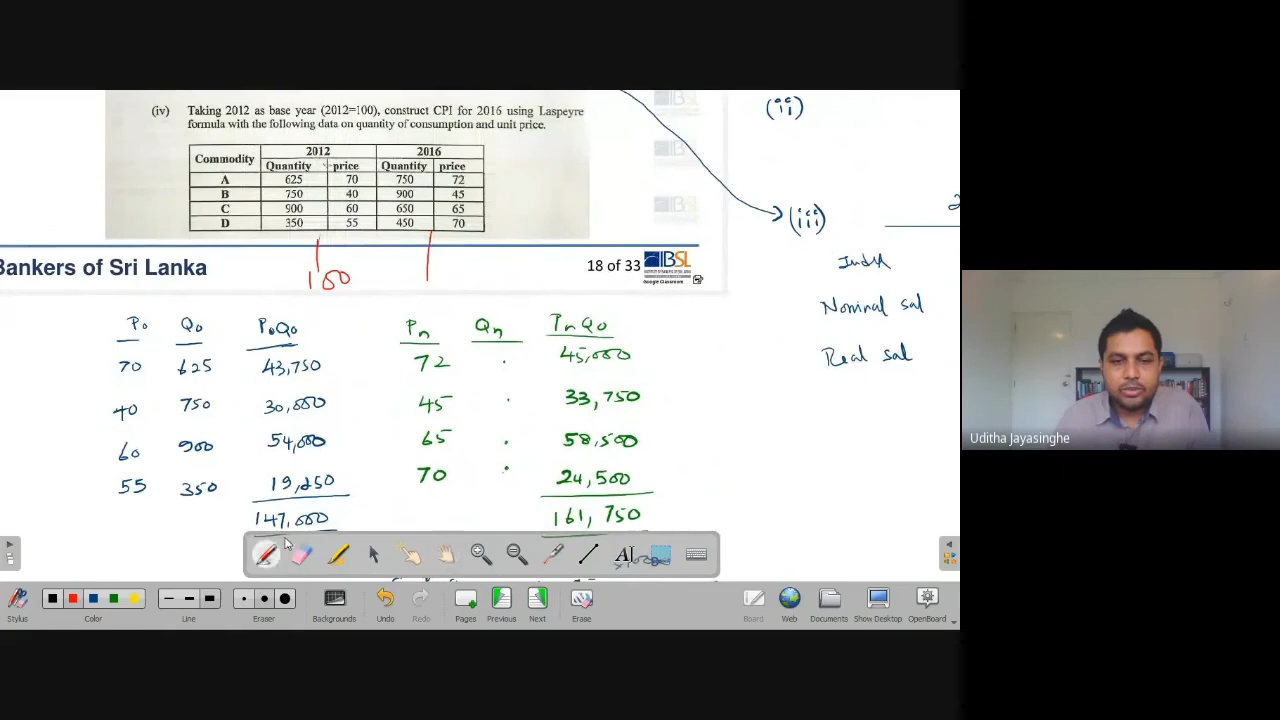 (iv) Taking 2012 as base year (2012=100), construct CPI for 2016 using Laspeyre
formula with the following data on quantity of consumption and unit price.
Commodity 2012 2016
Quantity price Quantity price
A 625 70 750 72
B 750 40 900 45
C 900 60 650 65
D 350 55 450 70
Bankers of Sri Lanka
18 of 33
IBSL
Google Classroom
100
(ii)
(iii) 2
Index
Nominal sal
Real sal
P₀ Q₀ P₀Q₀ Pn Qn PnQ₀
70 625 43,750 72 45,000
40 750 30,000 45 33,750
60 900 54,000 65 58,500
55 350 19,250 70 24,500
147,000 161,750
Uditha Jayasinghe
Stylus Color Line Eraser Backgrounds Undo Redo Pages Previous Next Erase Board Web Documents Show Desktop OpenBoard